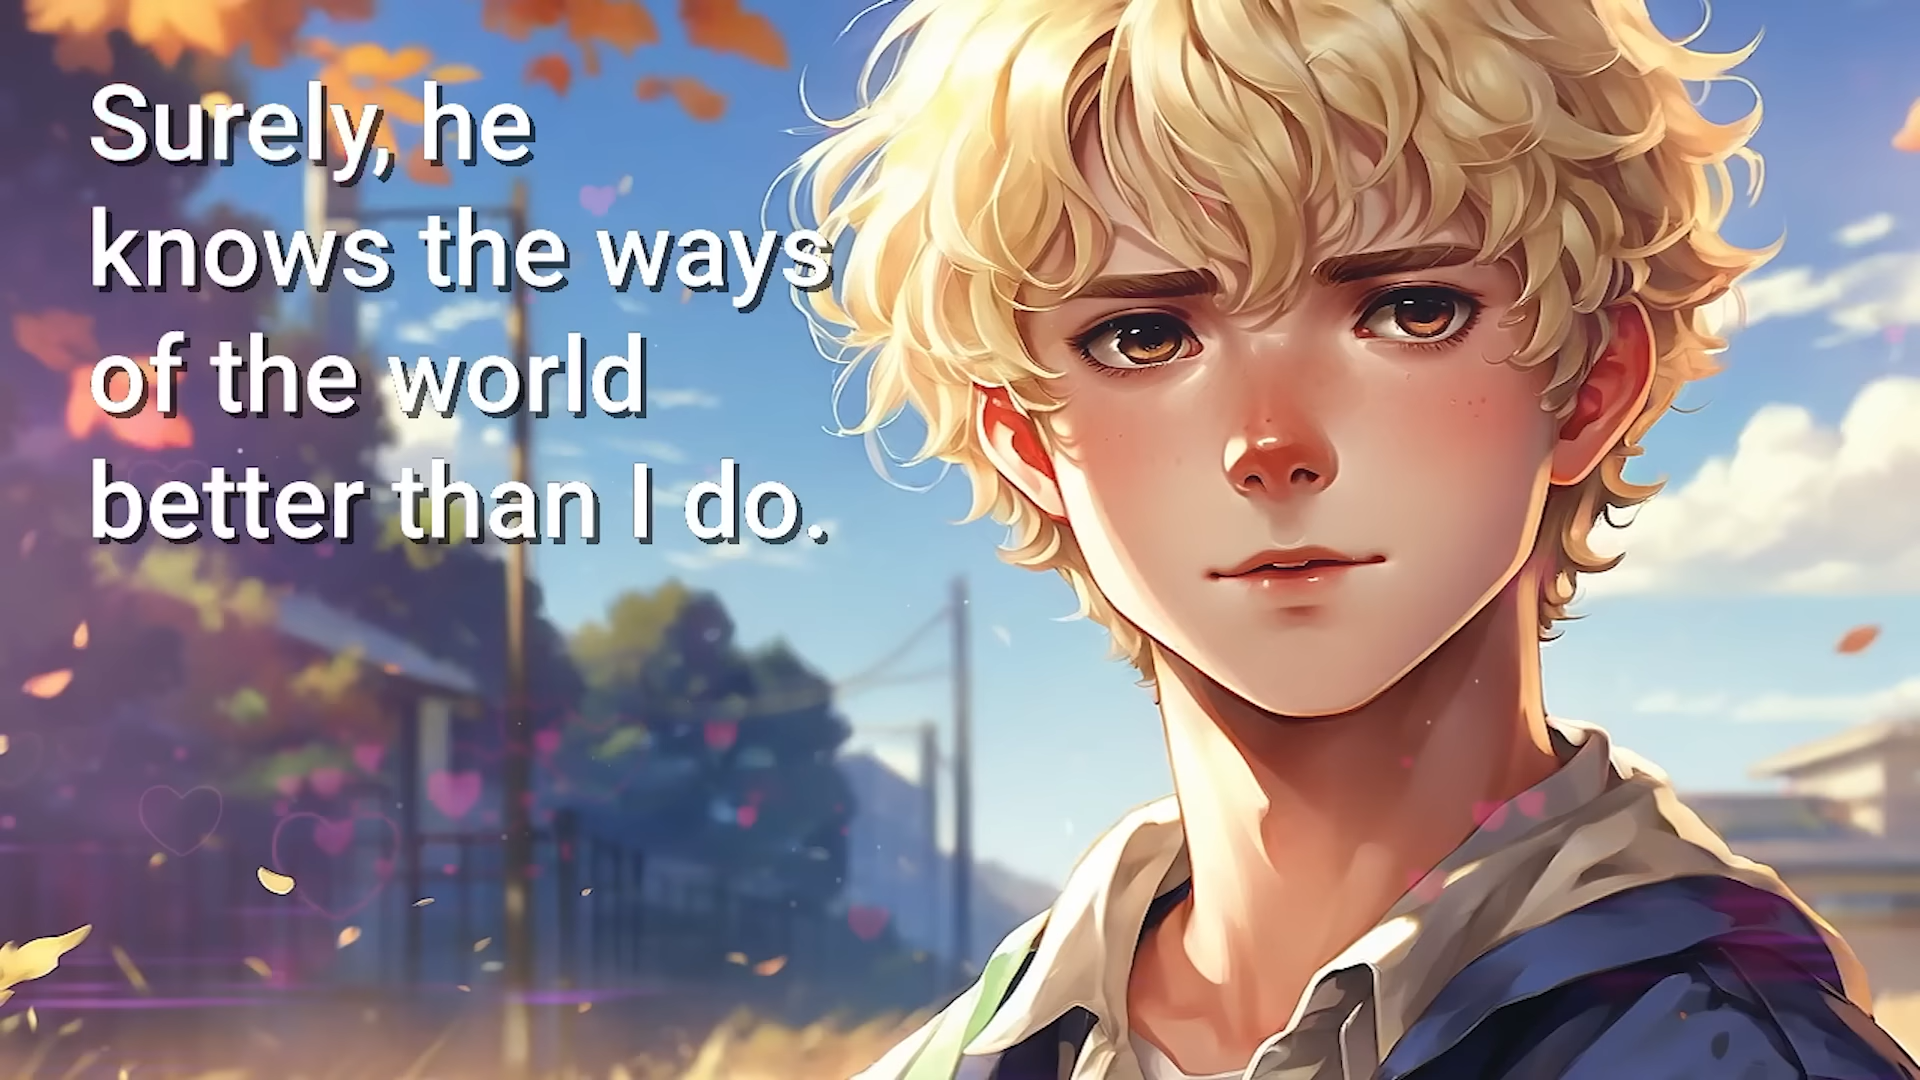 Surely, he
knows the ways
of the world
better than I do.